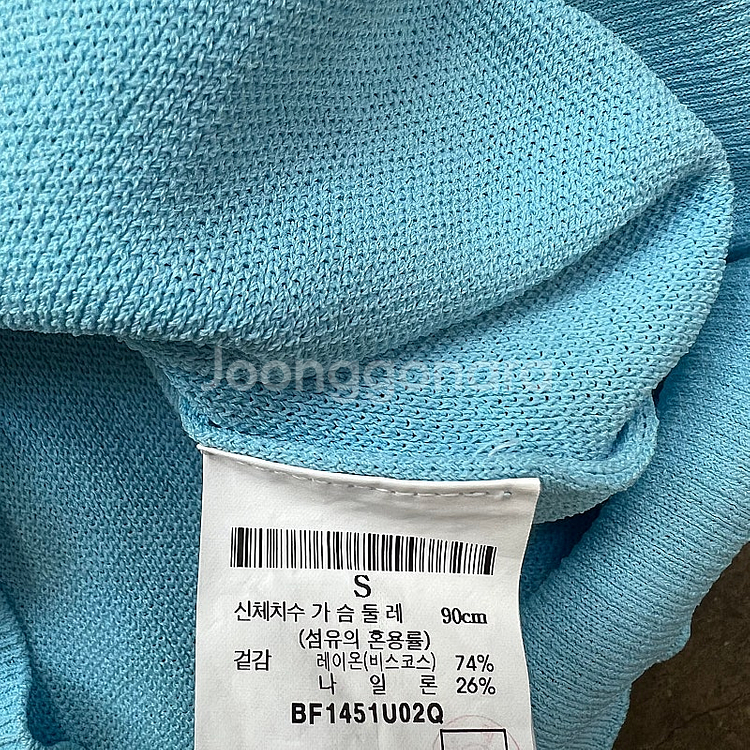 Joonggonara
S
신체치수 가 슴 둘 레 90cm
(섬유의 혼용률)
겉감 레이온(비스코스) 74%
나 일 론 26%
BF1451U02Q